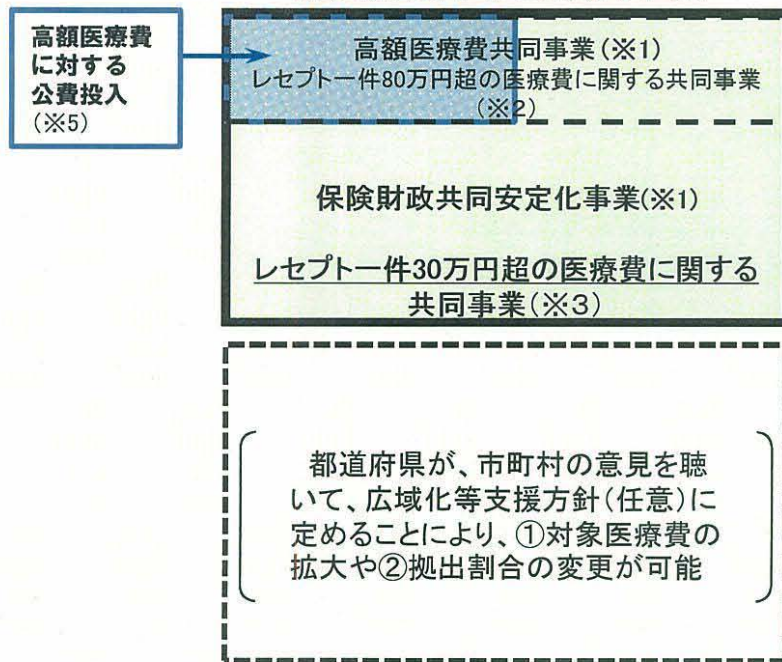 高額医療費
に対する
公費投入
(※5)
高額医療費共同事業(※1)
レセプト一件80万円超の医療費に関する共同事業
(※2)
保険財政共同安定化事業(※1)
レセプト一件30万円超の医療費に関する
共同事業(※3)
都道府県が、市町村の意見を聴
いて、広域化等支援方針(任意)に
定めることにより、①対象医療費の
拡大や②拠出割合の変更が可能